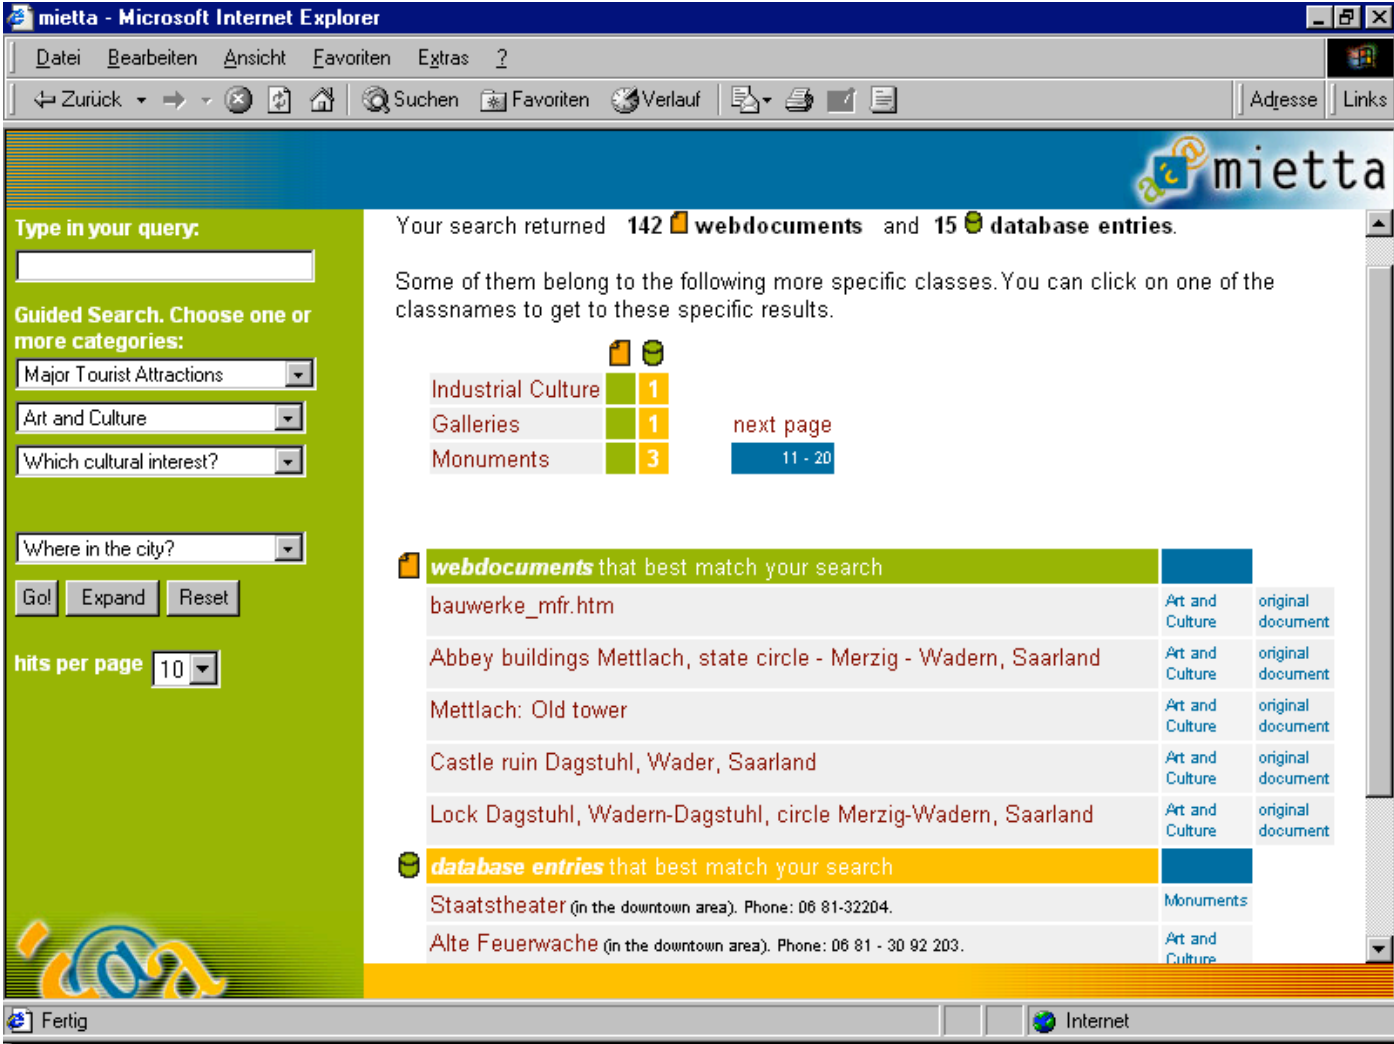 mietta - Microsoft Internet Explorer
Datei Bearbeiten Ansicht Favoriten Extras ?
Zurück Suchen Favoriten Verlauf Adresse Links
mietta
Type in your query:
Guided Search. Choose one or
more categories:
Major Tourist Attractions
Art and Culture
Which cultural interest?
Where in the city?
Go! Expand Reset
hits per page 10
Your search returned 142 webdocuments and 15 database entries.
Some of them belong to the following more specific classes. You can click on one of the
classnames to get to these specific results.
Industrial Culture 1
Galleries 1
Monuments 3
next page
11 - 20
webdocuments that best match your search
bauwerke_mfr.htm Art and Culture original document
Abbey buildings Mettlach, state circle - Merzig - Wadern, Saarland Art and Culture original document
Mettlach: Old tower Art and Culture original document
Castle ruin Dagstuhl, Wader, Saarland Art and Culture original document
Lock Dagstuhl, Wadern-Dagstuhl, circle Merzig-Wadern, Saarland Art and Culture original document
database entries that best match your search
Staatstheater (in the downtown area). Phone: 06 81-32204. Monuments
Alte Feuerwache (in the downtown area). Phone: 06 81 - 30 92 203. Art and Culture
Fertig Internet